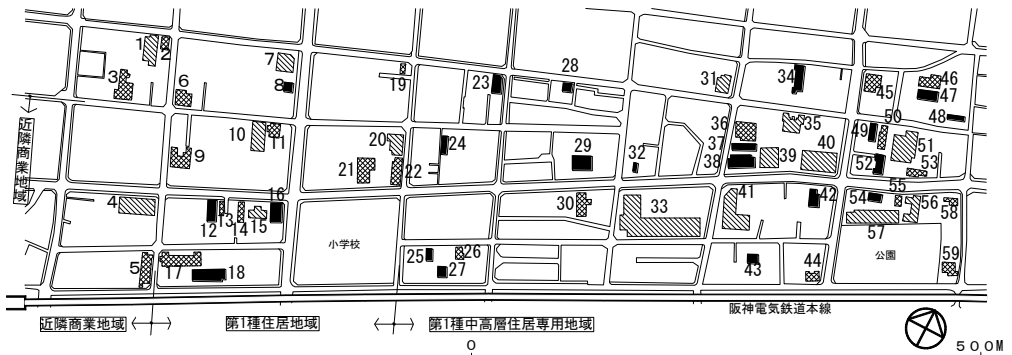 1 2 7 28 34
3 6 8 19 23 31 45 46 47
50 48
10 11 20 24 36 35 49 51
37
9 21 22 29 32 38 39 40 52 53
近隣商業地域
16 30 41 42 54 55 56 58
4 12 13 14 15 33 57
小学校
公園
5 17 18 25 26 27 43 44 59
阪神電気鉄道本線
近隣商業地域 第1種住居地域 第1種中高層住居専用地域
0 500M